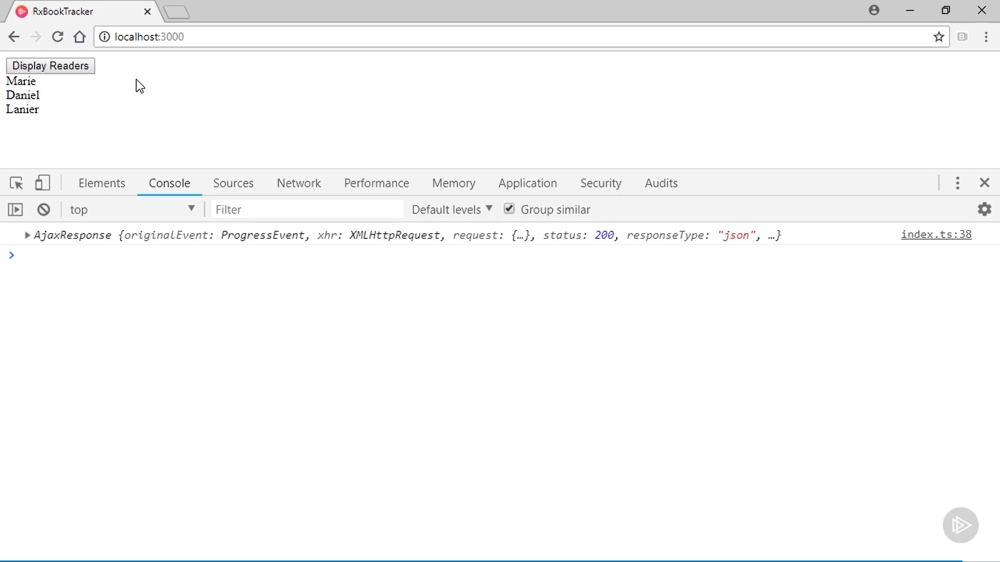 RxBookTracker
localhost:3000
Display Readers
Marie
Daniel
Lanier
Elements Console Sources Network Performance Memory Application Security Audits
top Filter Default levels Group similar
AjaxResponse {originalEvent: ProgressEvent, xhr: XMLHttpRequest, request: {…}, status: 200, responseType: "json", …} index.ts:38